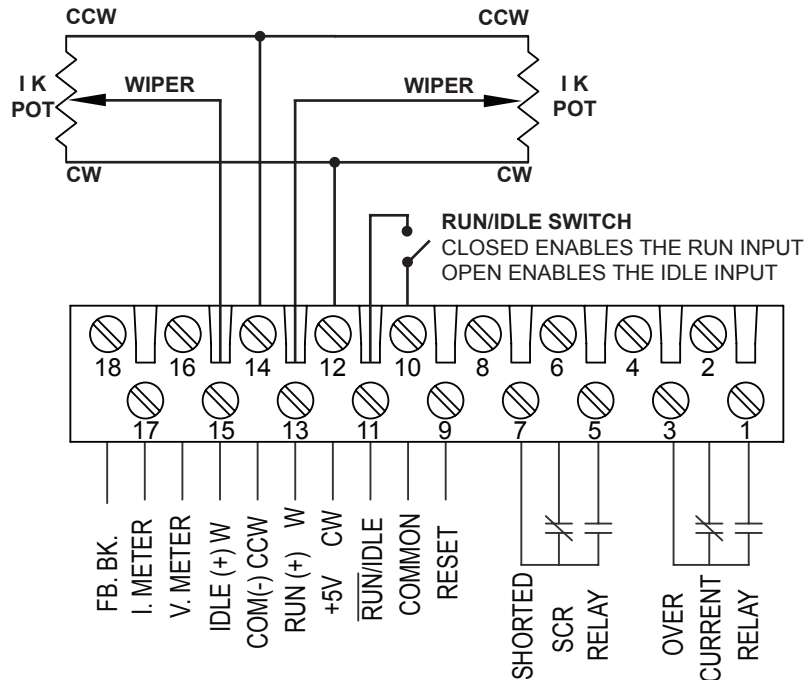 CCW CCW
I K POT WIPER WIPER I K POT
CW CW
RUN/IDLE SWITCH
CLOSED ENABLES THE RUN INPUT
OPEN ENABLES THE IDLE INPUT
18 16 14 12 10 8 6 4 2
17 15 13 11 9 7 5 3 1
FB. BK.
I. METER
V. METER
IDLE (+) W
COM(-) CCW
RUN (+) W
+5V CW
RUN/IDLE
COMMON
RESET
SHORTED
SCR
RELAY
OVER
CURRENT
RELAY